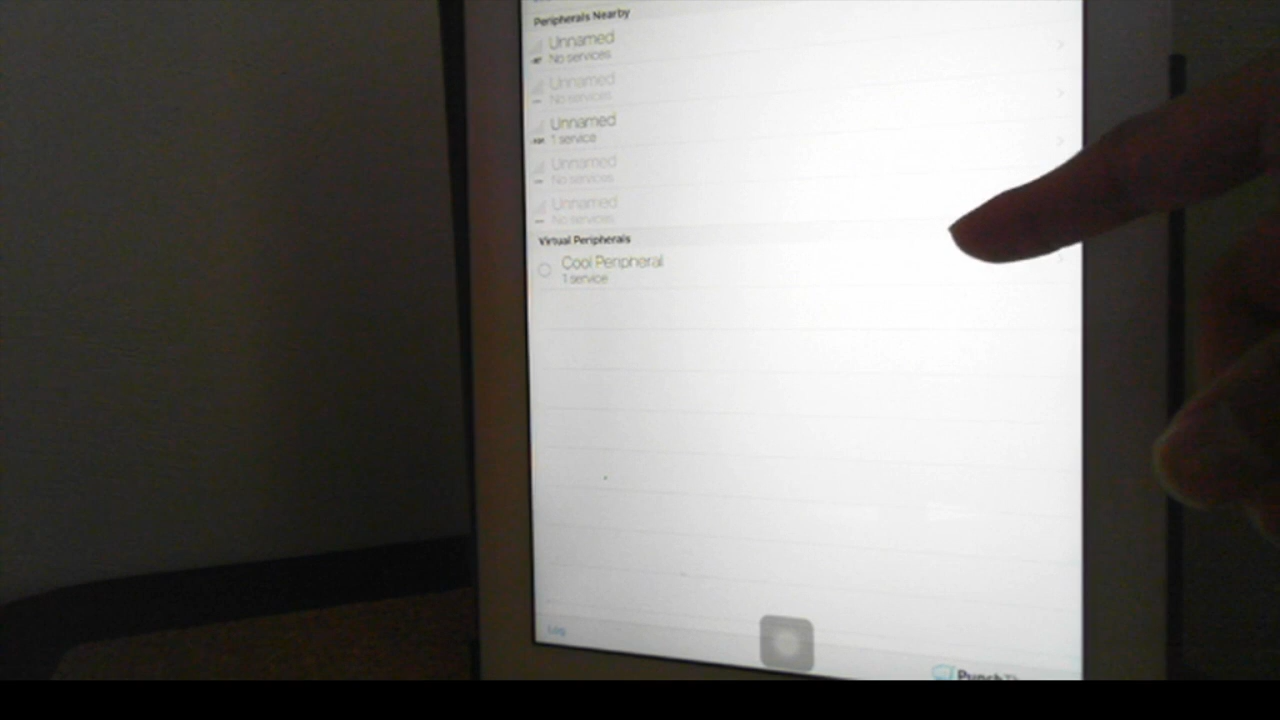 Peripherals Nearby
Unnamed
No services
Unnamed
No services
Unnamed
1 service
Unnamed
No services
Unnamed
No services
Virtual Peripherals
Cool Peripheral
1 service
Log
Punch